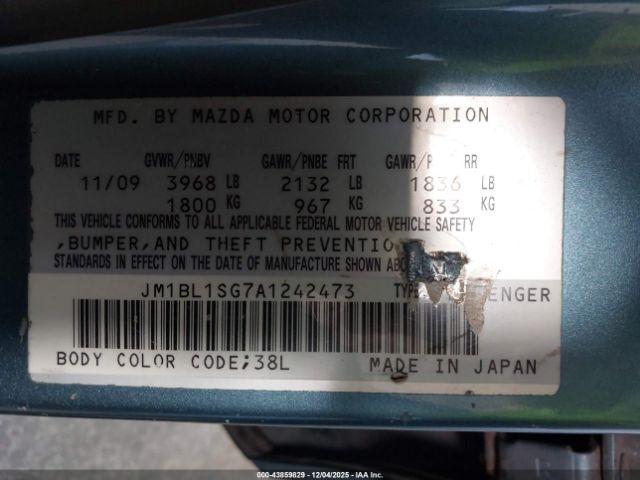 MFD. BY MAZDA MOTOR CORPORATION
DATE GVWR/PNBV GAWR/PNBE FRT GAWR/P RR
11/09 3968 LB 2132 LB 1836 LB
1800 KG 967 KG 833 KG
THIS VEHICLE CONFORMS TO ALL APPLICABLE FEDERAL MOTOR VEHICLE SAFETY
,BUMPER,AND THEFT PREVENTIO
STANDARDS IN EFFECT ON THE DATE OF MANUFACTURE SHOWN ABO
JM1BL1SG7A1242473 TYPE ENGER
BODY COLOR CODE;38L MADE IN JAPAN
000-43859829 - 12/04/2025 - IAAI.COM